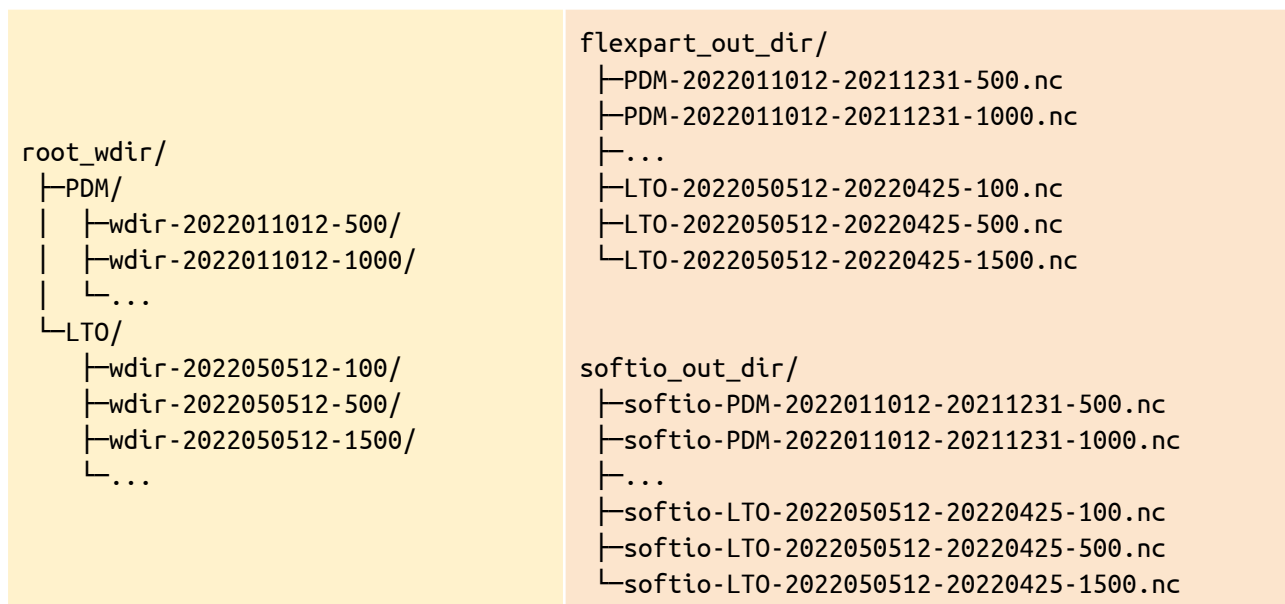 root_wdir/
├─PDM/
│  ├─wdir-2022011012-500/
│  ├─wdir-2022011012-1000/
│  └─...
└─LTO/
   ├─wdir-2022050512-100/
   ├─wdir-2022050512-500/
   ├─wdir-2022050512-1500/
   └─...
flexpart_out_dir/
├─PDM-2022011012-20211231-500.nc
├─PDM-2022011012-20211231-1000.nc
├─...
├─LTO-2022050512-20220425-100.nc
├─LTO-2022050512-20220425-500.nc
└─LTO-2022050512-20220425-1500.nc
softio_out_dir/
├─softio-PDM-2022011012-20211231-500.nc
├─softio-PDM-2022011012-20211231-1000.nc
├─...
├─softio-LTO-2022050512-20220425-100.nc
├─softio-LTO-2022050512-20220425-500.nc
└─softio-LTO-2022050512-20220425-1500.nc